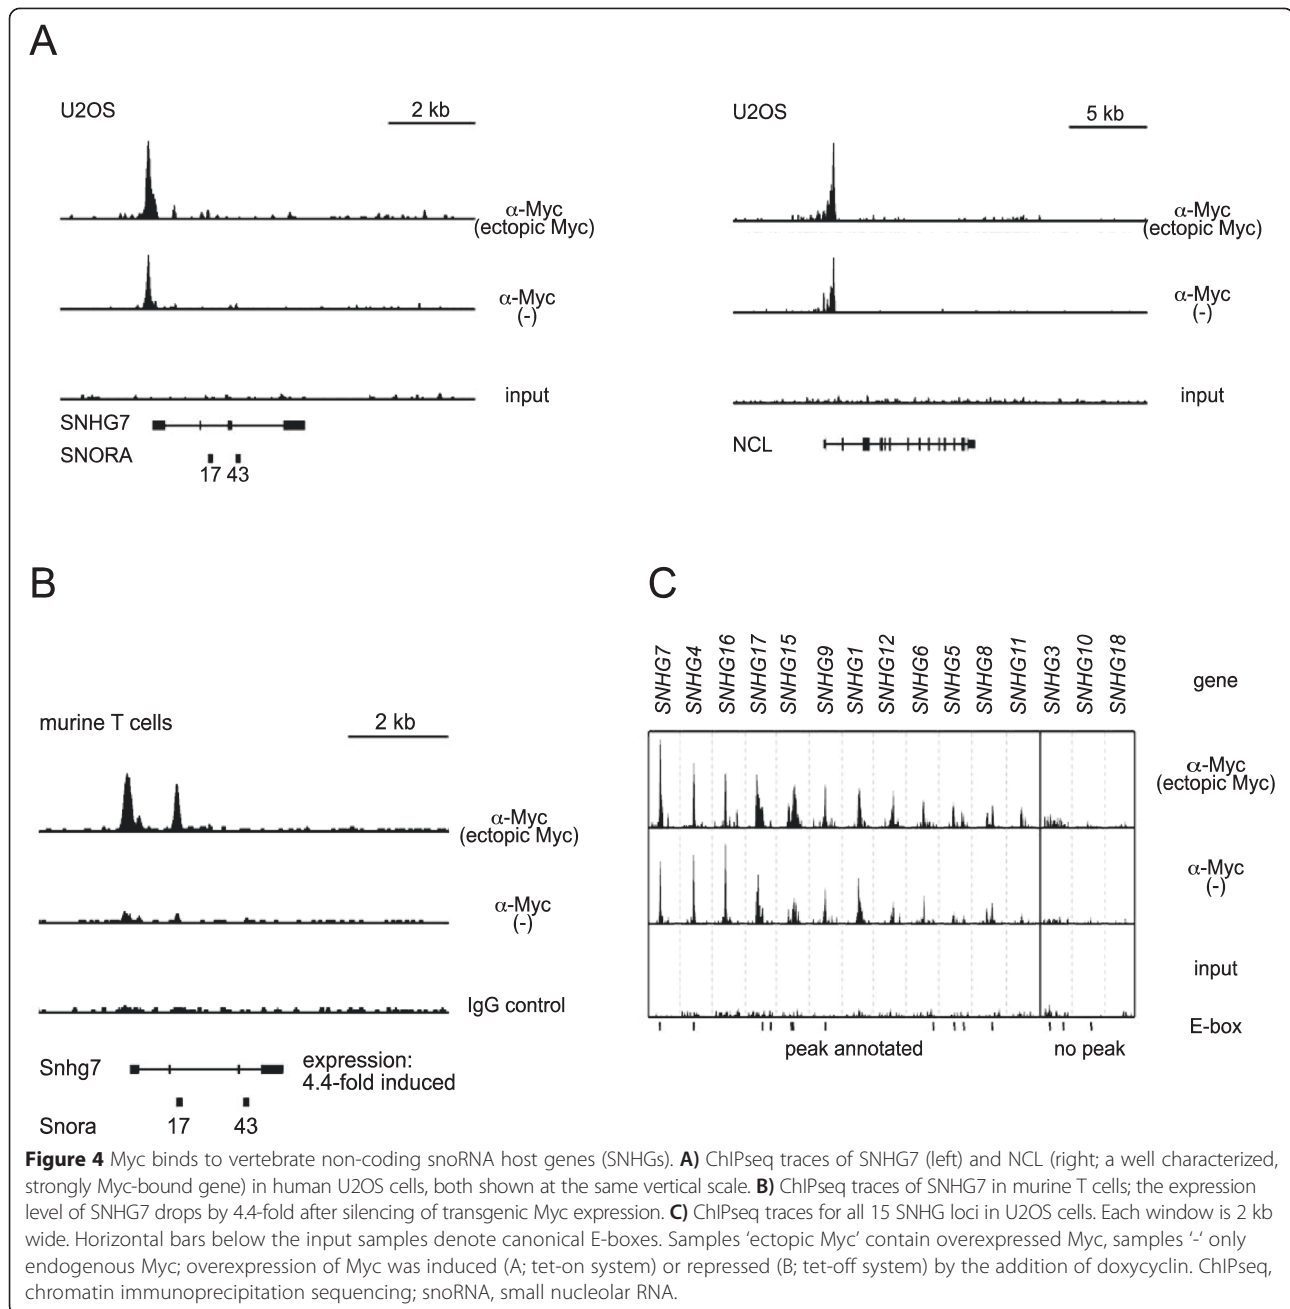 A
U2OS
2 kb
α-Myc
(ectopic Myc)
α-Myc
(-)
input
SNHG7
SNORA
17 43
U2OS
5 kb
α-Myc
(ectopic Myc)
α-Myc
(-)
input
NCL
B
murine T cells
2 kb
α-Myc
(ectopic Myc)
α-Myc
(-)
IgG control
Snhg7
expression:
4.4-fold induced
Snora
17 43
C
SNHG7 SNHG4 SNHG16 SNHG17 SNHG15 SNHG9 SNHG1 SNHG12 SNHG6 SNHG5 SNHG8 SNHG11 SNHG3 SNHG10 SNHG18
gene
α-Myc
(ectopic Myc)
α-Myc
(-)
input
E-box
peak annotated no peak
Figure 4 Myc binds to vertebrate non-coding snoRNA host genes (SNHGs). A) ChIPseq traces of SNHG7 (left) and NCL (right; a well characterized,
strongly Myc-bound gene) in human U2OS cells, both shown at the same vertical scale. B) ChIPseq traces of SNHG7 in murine T cells; the expression
level of SNHG7 drops by 4.4-fold after silencing of transgenic Myc expression. C) ChIPseq traces for all 15 SNHG loci in U2OS cells. Each window is 2 kb
wide. Horizontal bars below the input samples denote canonical E-boxes. Samples ‘ectopic Myc’ contain overexpressed Myc, samples ‘-‘ only
endogenous Myc; overexpression of Myc was induced (A; tet-on system) or repressed (B; tet-off system) by the addition of doxycyclin. ChIPseq,
chromatin immunoprecipitation sequencing; snoRNA, small nucleolar RNA.